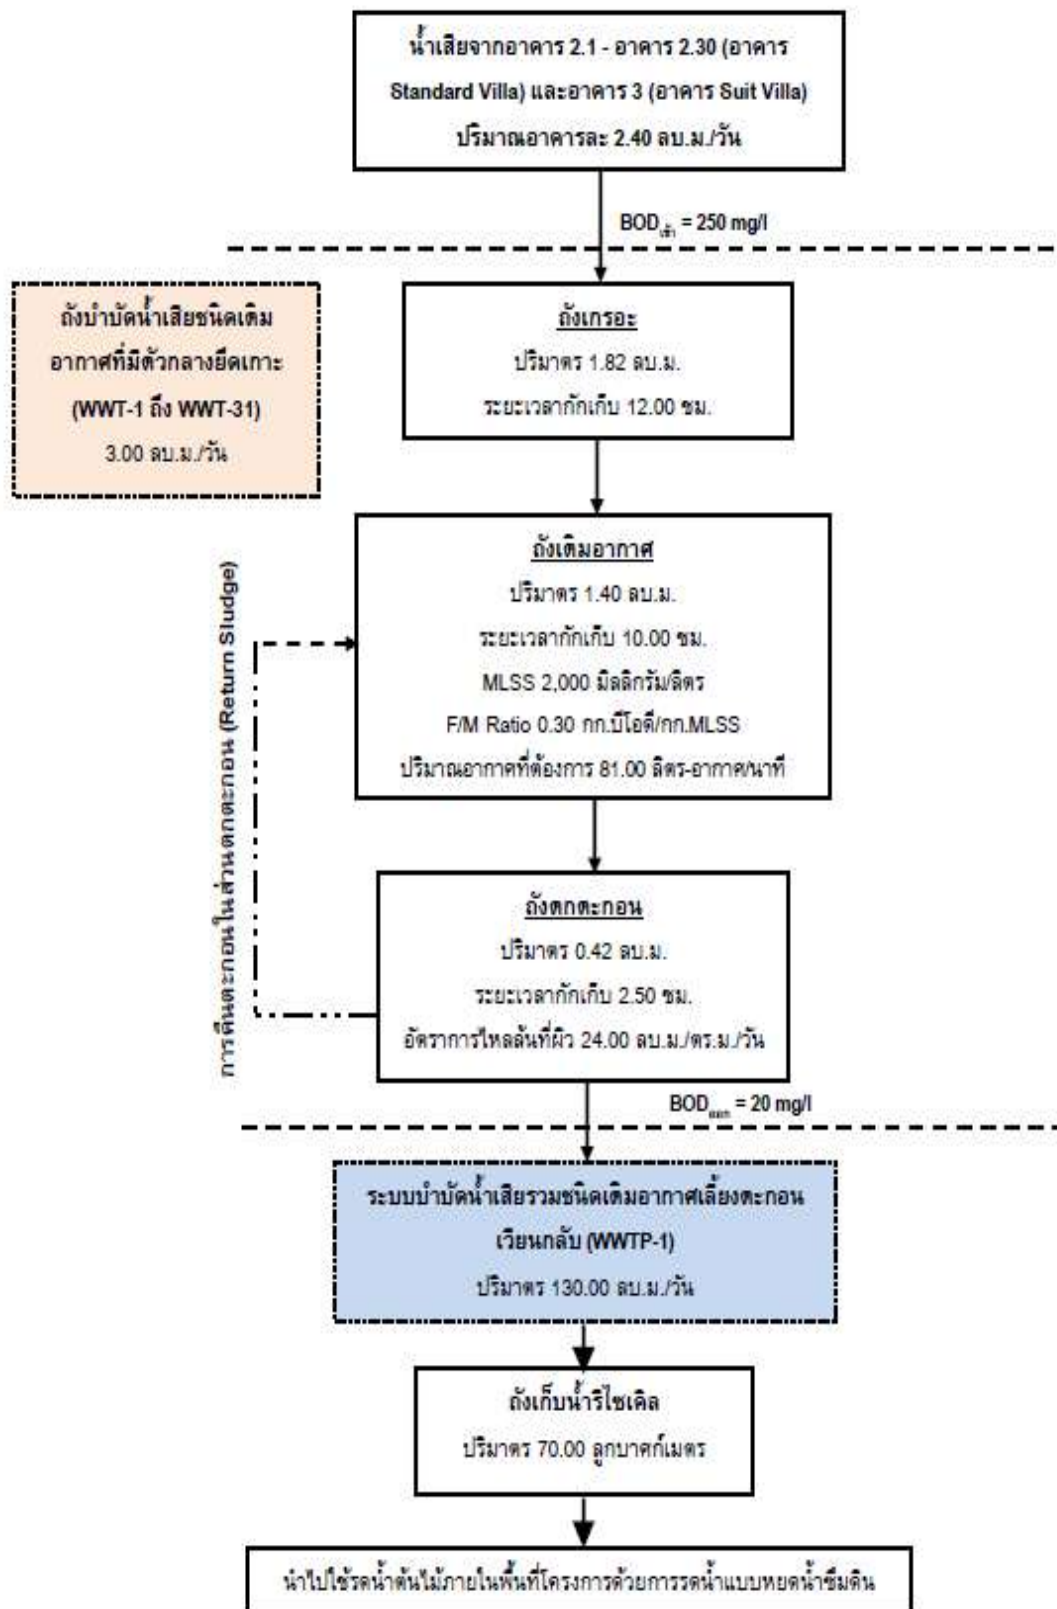 น้ำเสียจากอาคาร 2.1 - อาคาร 2.30 (อาคาร
Standard Villa) และอาคาร 3 (อาคาร Suit Villa)
ปริมาณอาคารละ 2.40 ลบ.ม./วัน
BODเข้า = 250 mg/l
ถังบำบัดน้ำเสียชนิดเติม
อากาศที่มีตัวกลางยึดเกาะ
(WWT-1 ถึง WWT-31)
3.00 ลบ.ม./วัน
ถังเกรอะ
ปริมาตร 1.82 ลบ.ม.
ระยะเวลากักเก็บ 12.00 ชม.
ถังเติมอากาศ
ปริมาตร 1.40 ลบ.ม.
ระยะเวลากักเก็บ 10.00 ชม.
MLSS 2,000 มิลลิกรัม/ลิตร
F/M Ratio 0.30 กก.บีโอดี/กก.MLSS
ปริมาณอากาศที่ต้องการ 81.00 ลิตร-อากาศ/นาที
การคืนตะกอนในส่วนตกตะกอน (Return Sludge)
ถังตกตะกอน
ปริมาตร 0.42 ลบ.ม.
ระยะเวลากักเก็บ 2.50 ชม.
อัตราการไหลล้นที่ผิว 24.00 ลบ.ม./ตร.ม./วัน
BODออก = 20 mg/l
ระบบบำบัดน้ำเสียรวมชนิดเติมอากาศเลี้ยงตะกอน
เวียนกลับ (WWTP-1)
ปริมาตร 130.00 ลบ.ม./วัน
ถังเก็บน้ำรีไซเคิล
ปริมาตร 70.00 ลูกบาศก์เมตร
นำไปใช้รดน้ำต้นไม้ภายในพื้นที่โครงการด้วยการรดน้ำแบบหยดน้ำซึมดิน